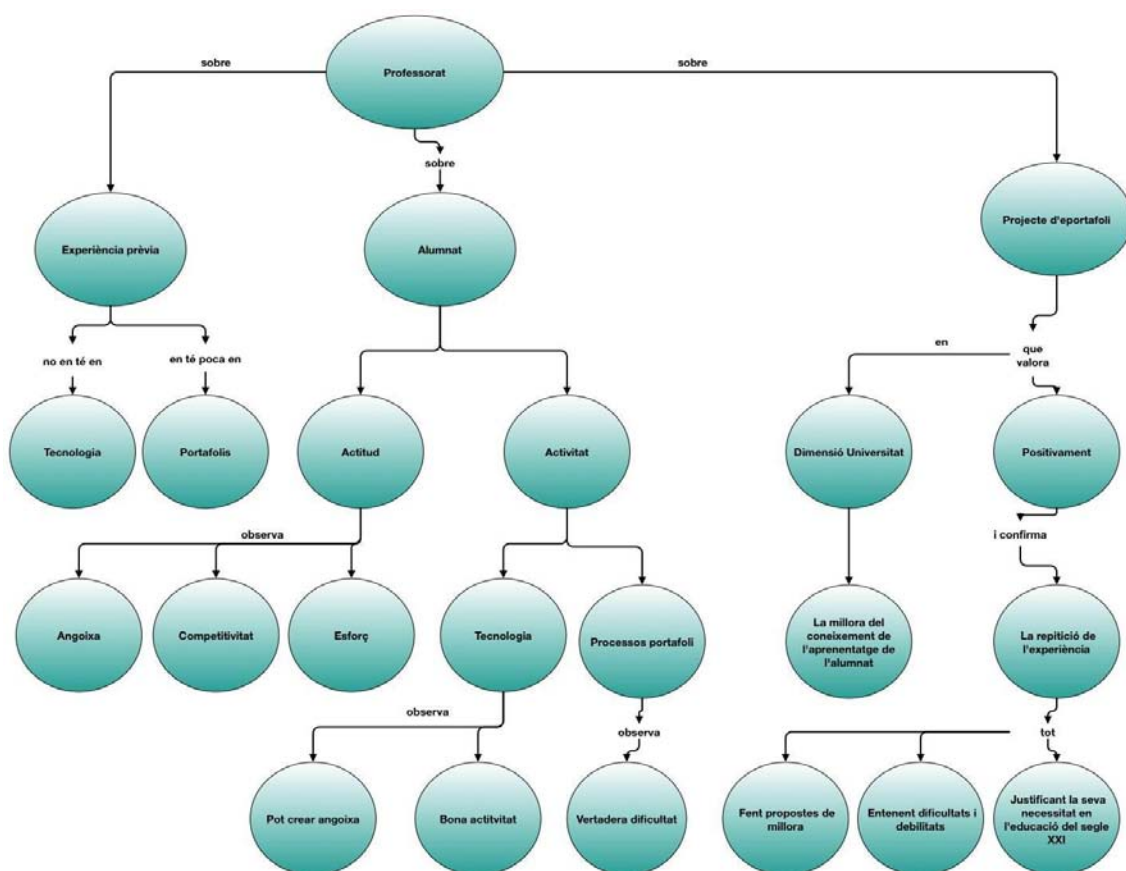 Professorat
sobre
sobre
sobre
Experiència prèvia
Alumnat
Projecte d'eportafoli
no en té en
en té poca en
en
que
valora
Tecnologia
Portafolis
Actitud
Activitat
Dimensió Universitat
Positivament
observa
i confirma
Angoixa
Competitivitat
Esforç
Tecnologia
Processos portafoli
La millora del
coneixement de
l'aprenentatge de
l'alumnat
La repitició de
l'experiència
observa
observa
tot
Pot crear angoixa
Bona actitvitat
Vertadera dificultat
Fent propostes de
millora
Entenent dificultats i
debilitats
Justificant la seva
necessitat en
l'educació del segle
XXI